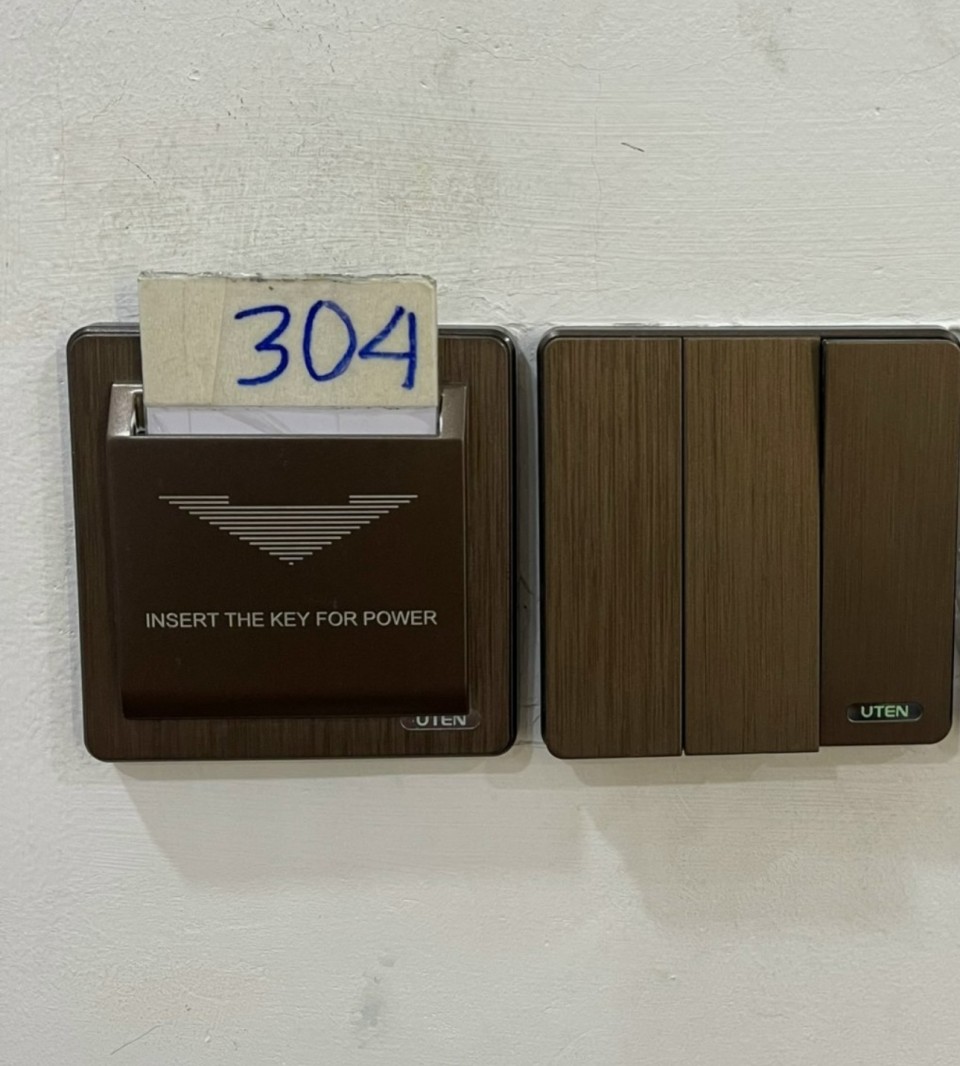 304
INSERT THE KEY FOR POWER
UTEN
UTEN